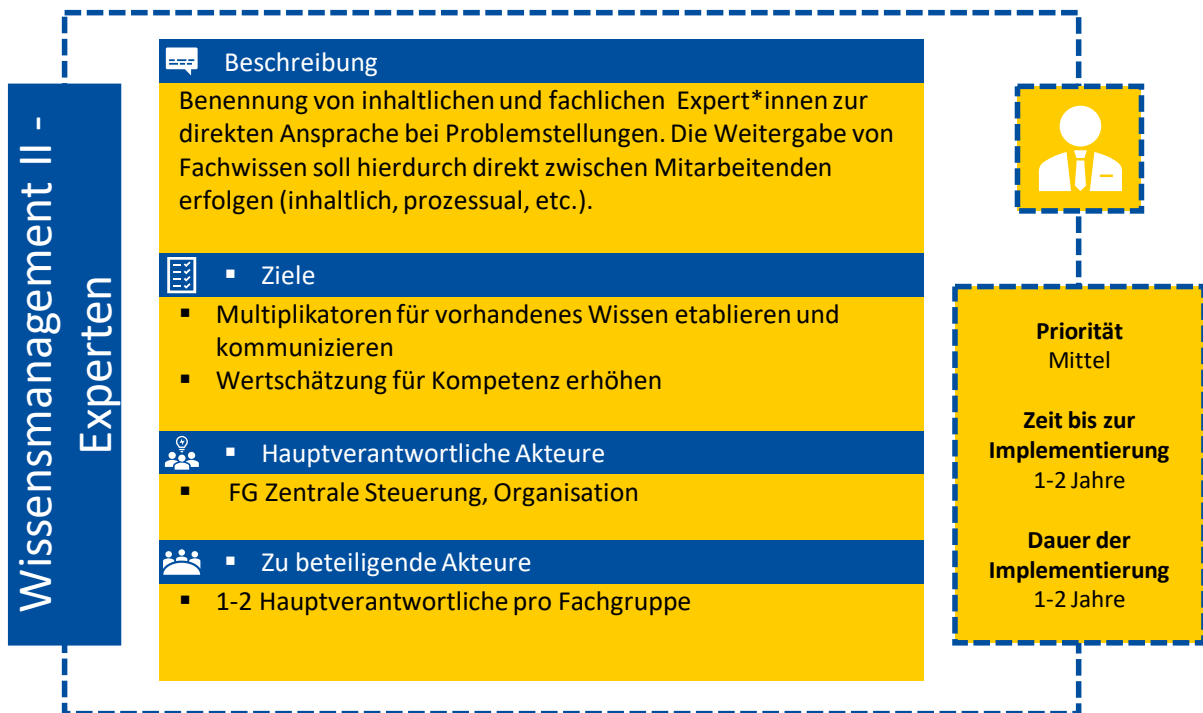 Wissensmanagement II -
Experten
Beschreibung
Benennung von inhaltlichen und fachlichen Expert*innen zur
direkten Ansprache bei Problemstellungen. Die Weitergabe von
Fachwissen soll hierdurch direkt zwischen Mitarbeitenden
erfolgen (inhaltlich, prozessual, etc.).
▪ Ziele
▪ Multiplikatoren für vorhandenes Wissen etablieren und
kommunizieren
▪ Wertschätzung für Kompetenz erhöhen
▪ Hauptverantwortliche Akteure
▪ FG Zentrale Steuerung, Organisation
▪ Zu beteiligende Akteure
▪ 1-2 Hauptverantwortliche pro Fachgruppe
Priorität
Mittel
Zeit bis zur
Implementierung
1-2 Jahre
Dauer der
Implementierung
1-2 Jahre